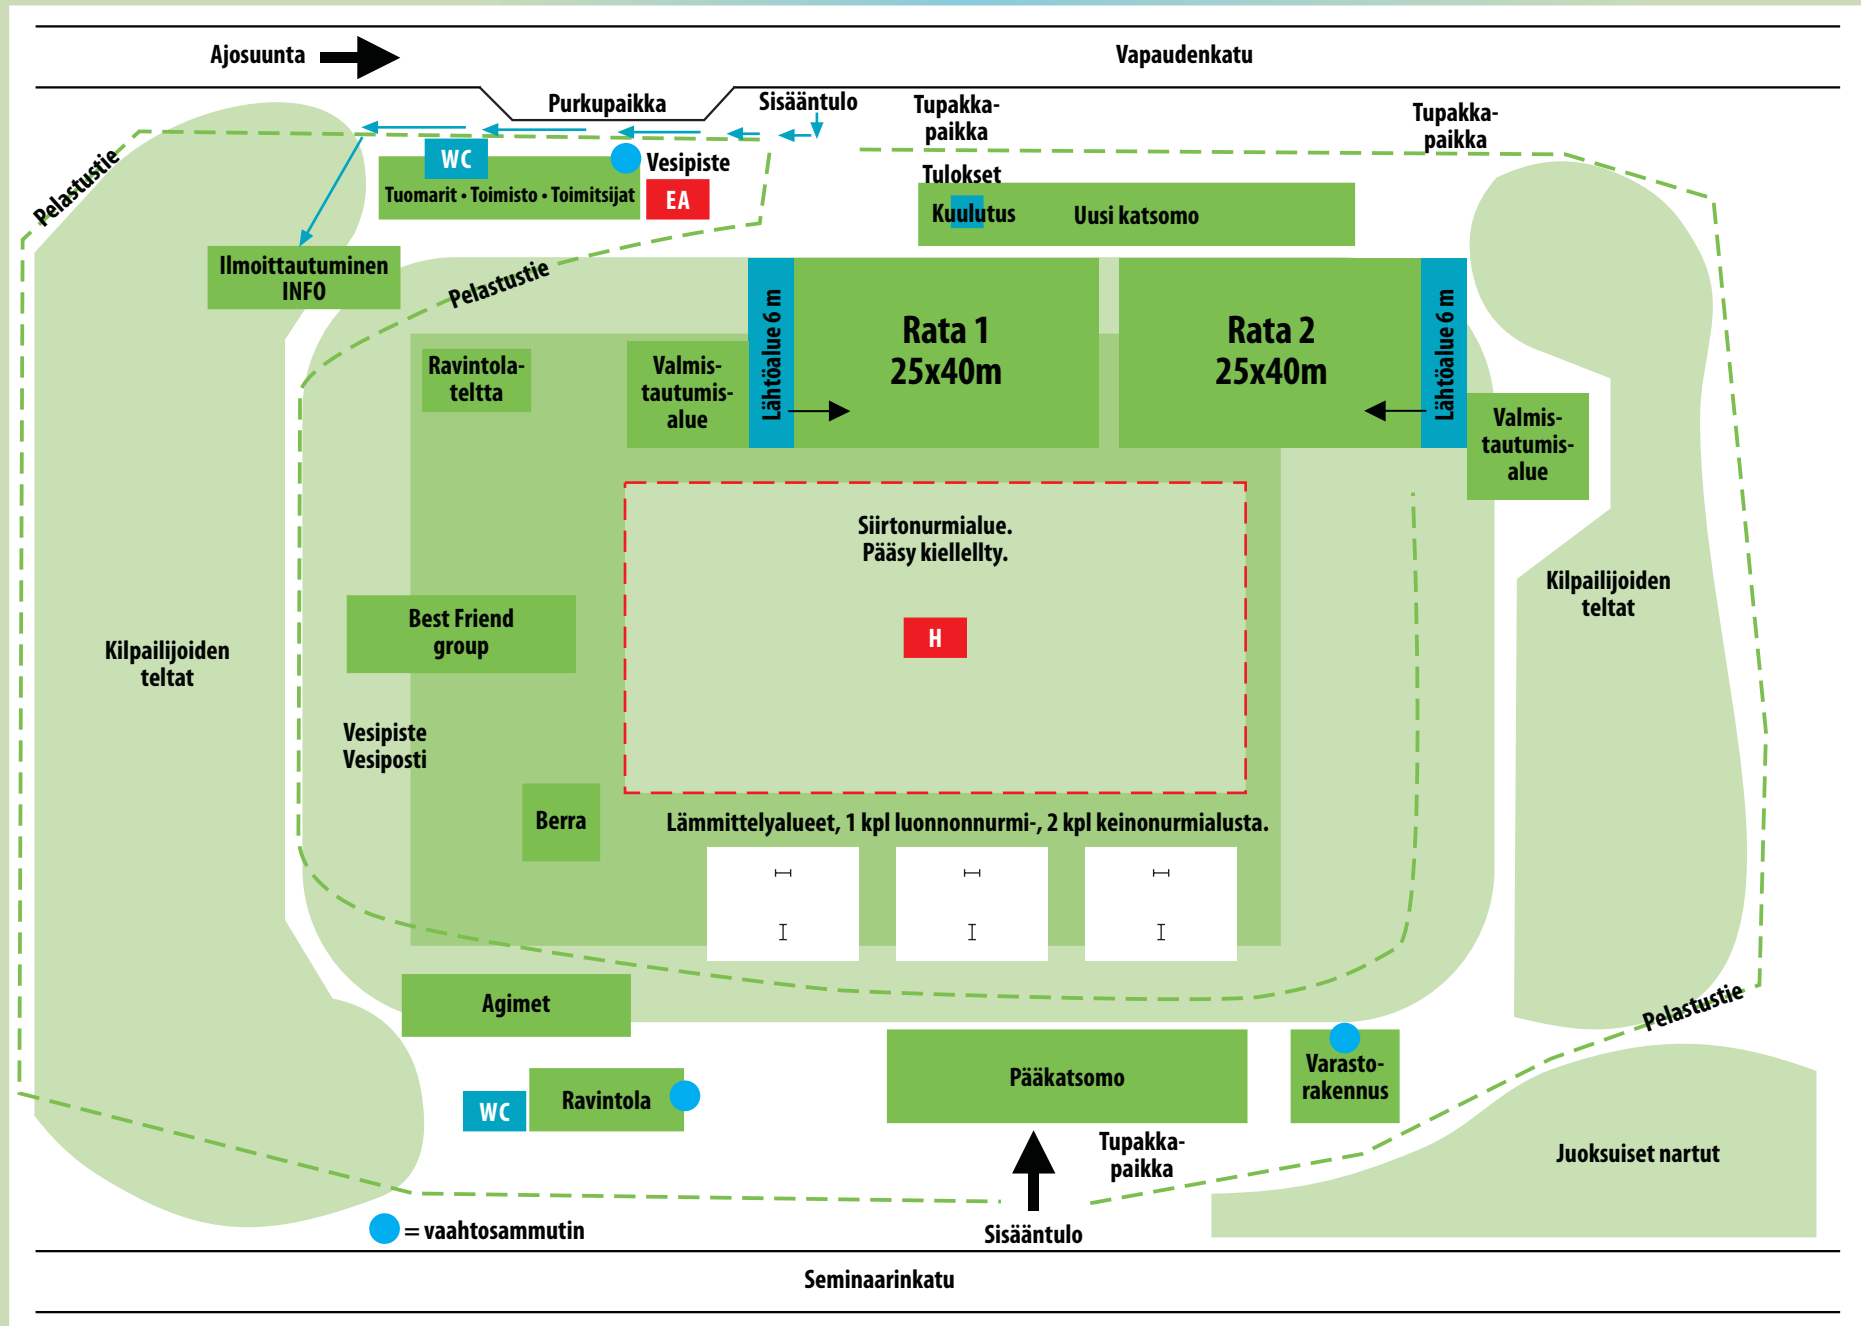 Ajosuunta
Vapaudenkatu
Purkupaikka
Sisääntulo
Tupakka-
paikka
Tupakka-
paikka
Pelastustie
WC
Vesipiste
EA
Tuomarit • Toimisto • Toimitsijat
Tulokset
Kuulutus
Uusi katsomo
Ilmoittautuminen
INFO
Pelastustie
Ravintola-
teltta
Valmis-
tautumis-
alue
Lähtöalue 6 m
Rata 1
25x40m
Rata 2
25x40m
Lähtöalue 6 m
Valmis-
tautumis-
alue
Siirtonurmialue.
Pääsy kiellellty.
H
Kilpailijoiden
teltat
Best Friend
group
Kilpailijoiden
teltat
Vesipiste
Vesiposti
Berra
Lämmittelyalueet, 1 kpl luonnonnurmi-, 2 kpl keinonurmialusta.
Agimet
Pelastustie
WC
Ravintola
Pääkatsomo
Varasto-
rakennus
Tupakka-
paikka
Juoksuiset nartut
= vaahtosammutin
Sisääntulo
Seminaarinkatu